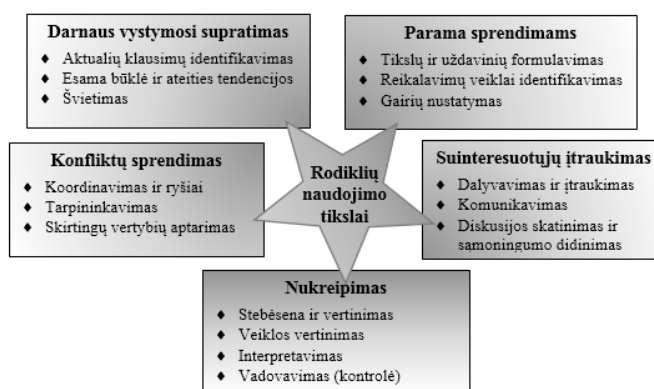 Darnaus vystymosi supratimas
♦ Aktualių klausimų identifikavimas
♦ Esama būklė ir ateities tendencijos
♦ Švietimas
Parama sprendimams
♦ Tikslų ir uždavinių formulavimas
♦ Reikalavimų veiklai identifikavimas
♦ Gairių nustatymas
Konfliktų sprendimas
♦ Koordinavimas ir ryšiai
♦ Tarpininkavimas
♦ Skirtingų vertybių aptarimas
Rodiklių
naudojimo
tikslai
Suinteresuotųjų įtraukimas
♦ Dalyvavimas ir įtraukimas
♦ Komunikavimas
♦ Diskusijos skatinimas ir
sąmoningumo didinimas
Nukreipimas
♦ Stebėsena ir vertinimas
♦ Veiklos vertinimas
♦ Interpretavimas
♦ Vadovavimas (kontrolė)